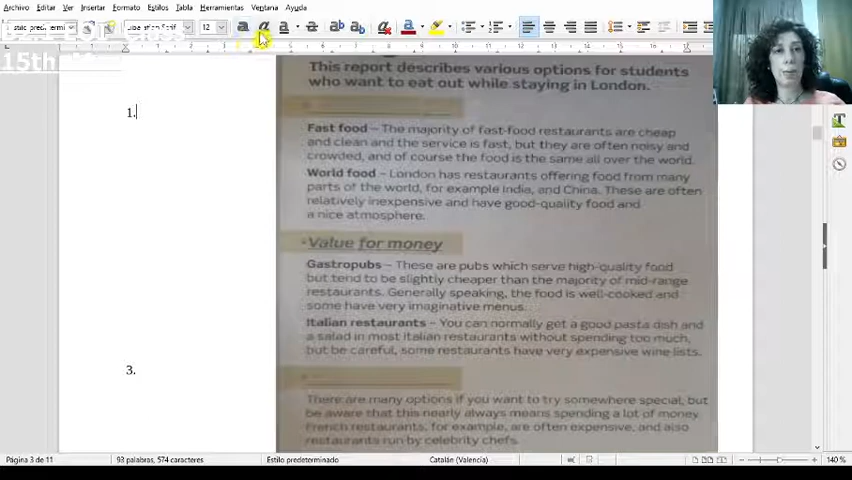 Archivo Editar Ver Insertar Formato Estilos Tabla Herramientas Ventana Ayuda
12
15th
1.
This report describes various options for students
who want to eat out while staying in London.
Fast food – The majority of fast-food restaurants are cheap
and clean and the service is fast, but they are often noisy and
crowded, and of course the food is the same all over the world.
World food – London has restaurants offering food from many
parts of the world, for example India, and China. These are often
relatively inexpensive and have good-quality food and
a nice atmosphere.
Value for money
Gastropubs – These are pubs which serve high-quality food
but tend to be slightly cheaper than the majority of mid-range
restaurants. Generally speaking, the food is well-cooked and
some have very imaginative menus.
Italian restaurants – You can normally get a good pasta dish and
a salad in most Italian restaurants without spending too much,
but be careful, some restaurants have very expensive wine lists.
3.
There are many options if you want to try somewhere special, but
be aware that this nearly always means spending a lot of money.
French restaurants, for example, are often expensive, and also
restaurants run by celebrity chefs.
Página 3 de 11 93 palabras, 574 caracteres Estilo predeterminado Catalán (Valencia) 140 %